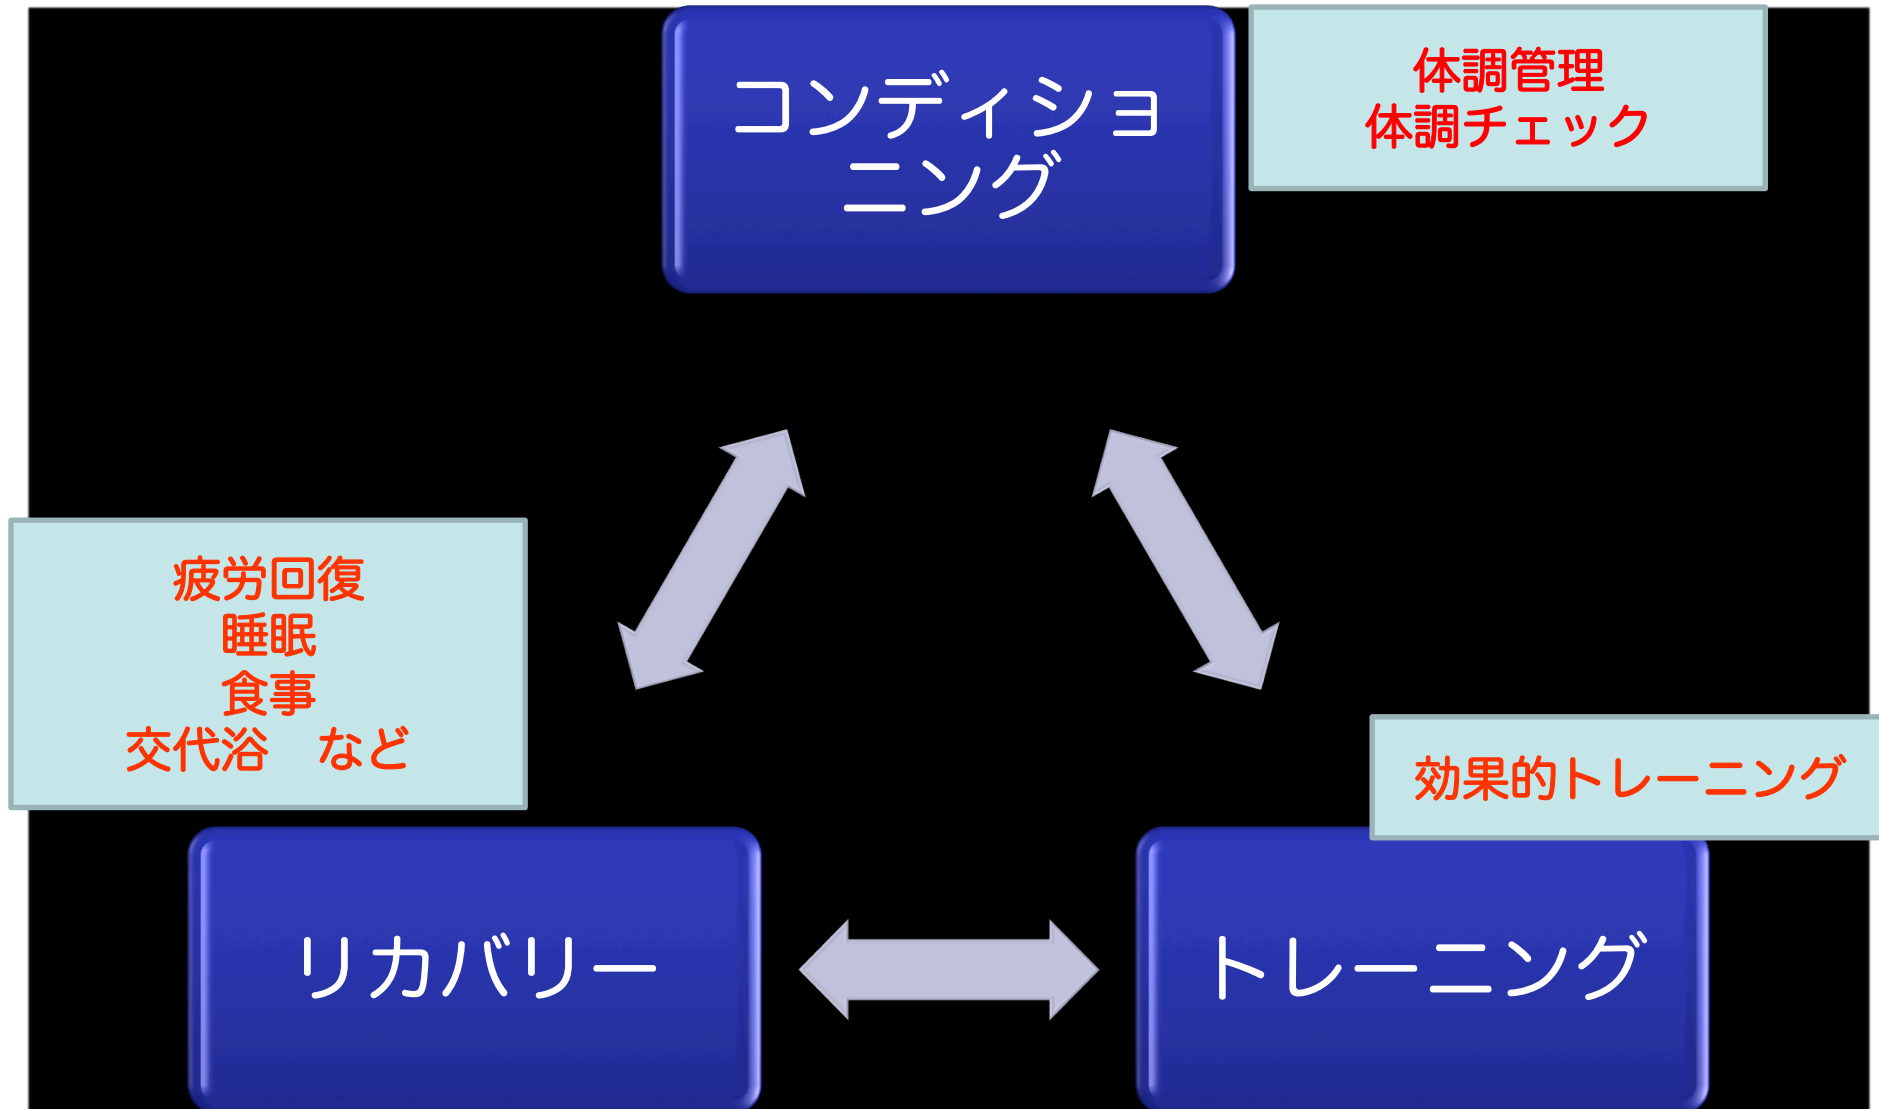 コンディショ
ニング
体調管理
体調チェック
疲労回復
睡眠
食事
交代浴　など
効果的トレーニング
リカバリー
トレーニング